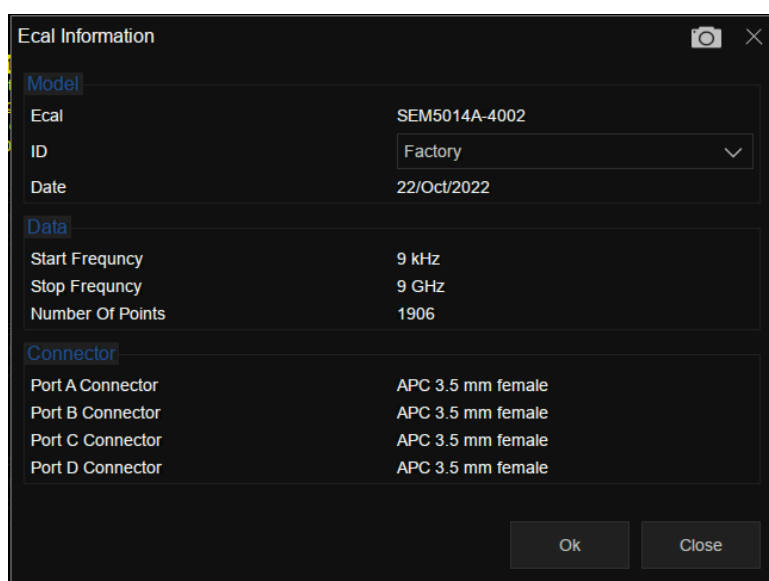 Ecal Information
Model
Ecal SEM5014A-4002
ID Factory
Date 22/Oct/2022
Data
Start Frequncy 9 kHz
Stop Frequncy 9 GHz
Number Of Points 1906
Connector
Port A Connector APC 3.5 mm female
Port B Connector APC 3.5 mm female
Port C Connector APC 3.5 mm female
Port D Connector APC 3.5 mm female
Ok Close